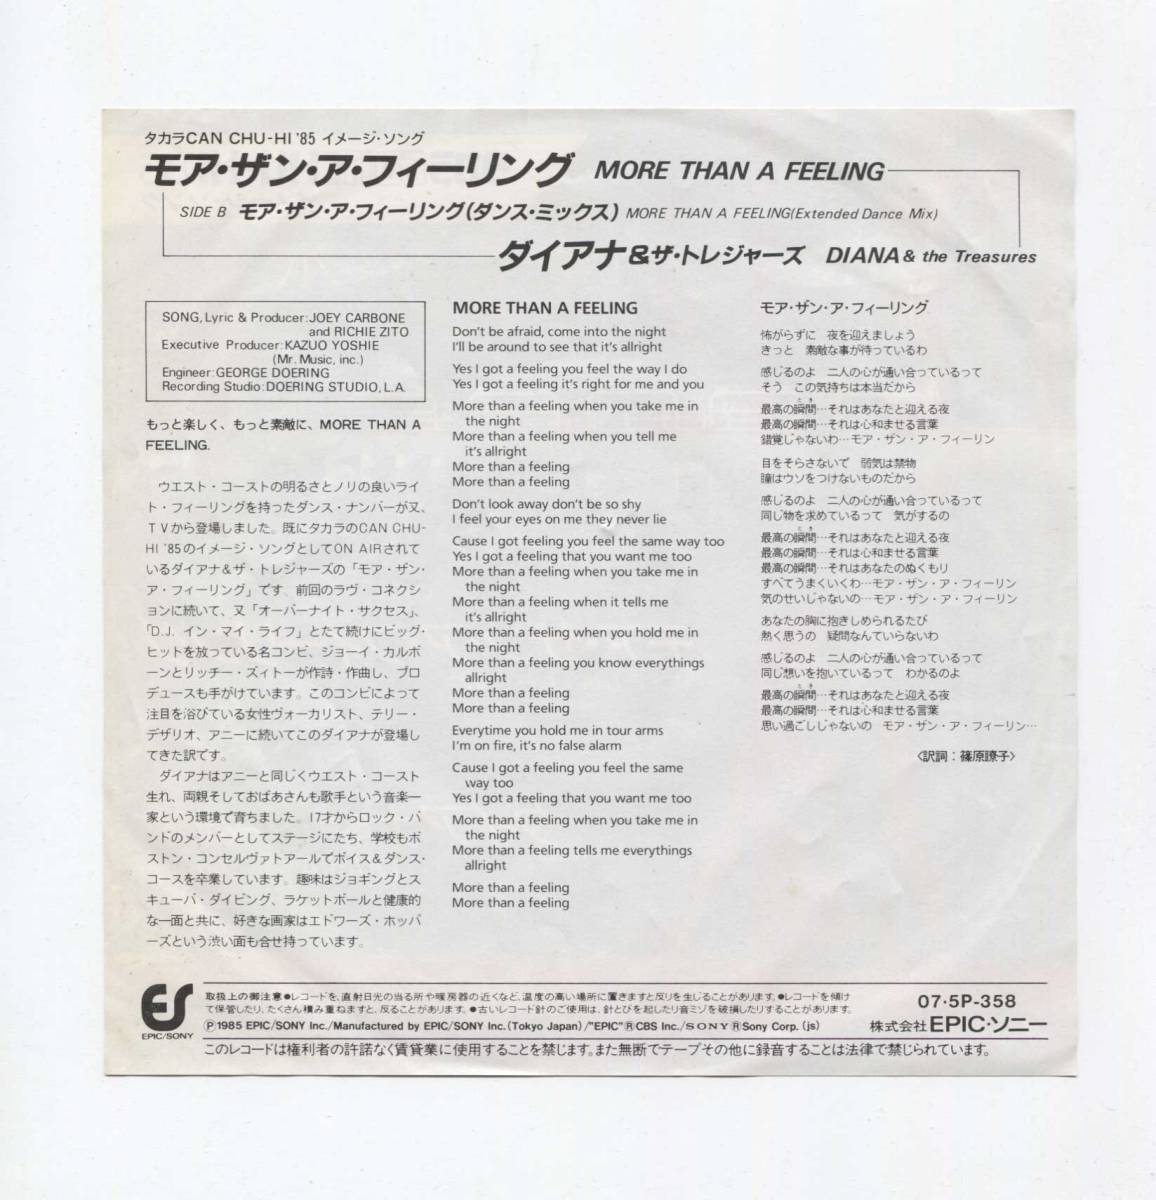 タカラCAN CHU-HI '85 イメージ・ソング
モア・ザン・ア・フィーリング MORE THAN A FEELING
SIDE B モア・ザン・ア・フィーリング(ダンス・ミックス) MORE THAN A FEELING(Extended Dance Mix)
ダイアナ&ザ・トレジャーズ DIANA & the Treasures
SONG, Lyric & Producer:JOEY CARBONE
and RICHIE ZITO
Executive Producer:KAZUO YOSHIE
(Mr. Music, inc.)
Engineer:GEORGE DOERING
Recording Studio:DOERING STUDIO, L.A.
もっと楽しく、もっと素敵に、MORE THAN A
FEELING.
ウエスト・コーストの明るさとノリの良いライ
ト・フィーリングを持ったダンス・ナンバーが又、
TVから登場しました。既にタカラのCAN CHU-
HI '85のイメージ・ソングとしてON AIRされて
いるダイアナ&ザ・トレジャーズの「モア・ザン・
ア・フィーリング」です。前回のラヴ・コネクシ
ョンに続いて、又「オーバーナイト・サクセス」、
「D.J. イン・マイ・ライフ」とたて続けにビッグ・
ヒットを放っている名コンビ、ジョーイ・カルボ
ーンとリッチー・ズィトーが作詩・作曲し、プロ
デュースも手がけています。このコンビによって
注目を浴びている女性ヴォーカリスト、テリー・
デザリオ、アニーに続いてこのダイアナが登場し
てきた訳です。
ダイアナはアニーと同じくウエスト・コースト
生れ、両親そしておばあさんも歌手という音楽一
家という環境で育ちました。17才からロック・バ
ンドのメンバーとしてステージにたち、学校もボ
ストン・コンセルヴァトアールでボイス&ダンス・
コースを卒業しています。趣味はジョギングとス
キューバ・ダイビング、ラケットボールと健康的
な一面と共に、好きな画家はエドワーズ・ホッパ
ーズという渋い面も合せ持っています。
MORE THAN A FEELING
Don't be afraid, come into the night
I'll be around to see that it's allright
Yes I got a feeling you feel the way I do
Yes I got a feeling it's right for me and you
More than a feeling when you take me in
the night
More than a feeling when you tell me
it's allright
More than a feeling
More than a feeling
Don't look away don't be so shy
I feel your eyes on me they never lie
Cause I got feeling you feel the same way too
Yes I got a feeling that you want me too
More than a feeling when you take me in
the night
More than a feeling when it tells me
it's allright
More than a feeling when you hold me in
the night
More than a feeling you know everythings
allright
More than a feeling
More than a feeling
Everytime you hold me in tour arms
I'm on fire, it's no false alarm
Cause I got a feeling you feel the same
way too
Yes I got a feeling that you want me too
More than a feeling when you take me in
the night
More than a feeling tells me everythings
allright
More than a feeling
More than a feeling
モア・ザン・ア・フィーリング
怖がらずに 夜を迎えましょう
きっと 素敵な事が待っているわ
感じるのよ 二人の心が通い合っているって
そう この気持ちは本当だから
最高の瞬間…それはあなたと迎える夜
最高の瞬間…それは心和ませる言葉
錯覚じゃないわ…モア・ザン・ア・フィーリン
目をそらさないで 弱気は禁物
瞳はウソをつけないものだから
感じるのよ 二人の心が通い合っているって
同じ物を求めているって 気がするの
最高の瞬間…それはあなたと迎える夜
最高の瞬間…それは心和ませる言葉
最高の瞬間…それはあなたのぬくもり
すべてうまくいくわ…モア・ザン・ア・フィーリン
気のせいじゃないの…モア・ザン・ア・フィーリン
あなたの胸に抱きしめられるたび
熱く思うの 疑問なんていらないわ
感じるのよ 二人の心が通い合っているって
同じ想いを抱いているって わかるのよ
最高の瞬間…それはあなたと迎える夜
最高の瞬間…それは心和ませる言葉
思い過ごしじゃないの モア・ザン・ア・フィーリン…
〈訳詞:篠原諒子〉
EPIC/SONY
取扱上の御注意●レコードを、直射日光の当る所や暖房器の近くなど、温度の高い場所に置きますと反りを生じることがあります。●レコードを傾け
て保管したり、たくさん積み重ねますと、反ることがあります。●古いレコード針のご使用は、針とびを起したり音ミゾを破損したりすることがあります。
Ⓟ1985 EPIC/SONY Inc./Manufactured by EPIC/SONY Inc.(Tokyo Japan)/"EPIC"®CBS Inc./SONY®Sony Corp. (js)
07・5P-358
株式会社EPIC・ソニー
このレコードは権利者の許諾なく賃貸業に使用することを禁じます。また無断でテープその他に録音することは法律で禁じられています。